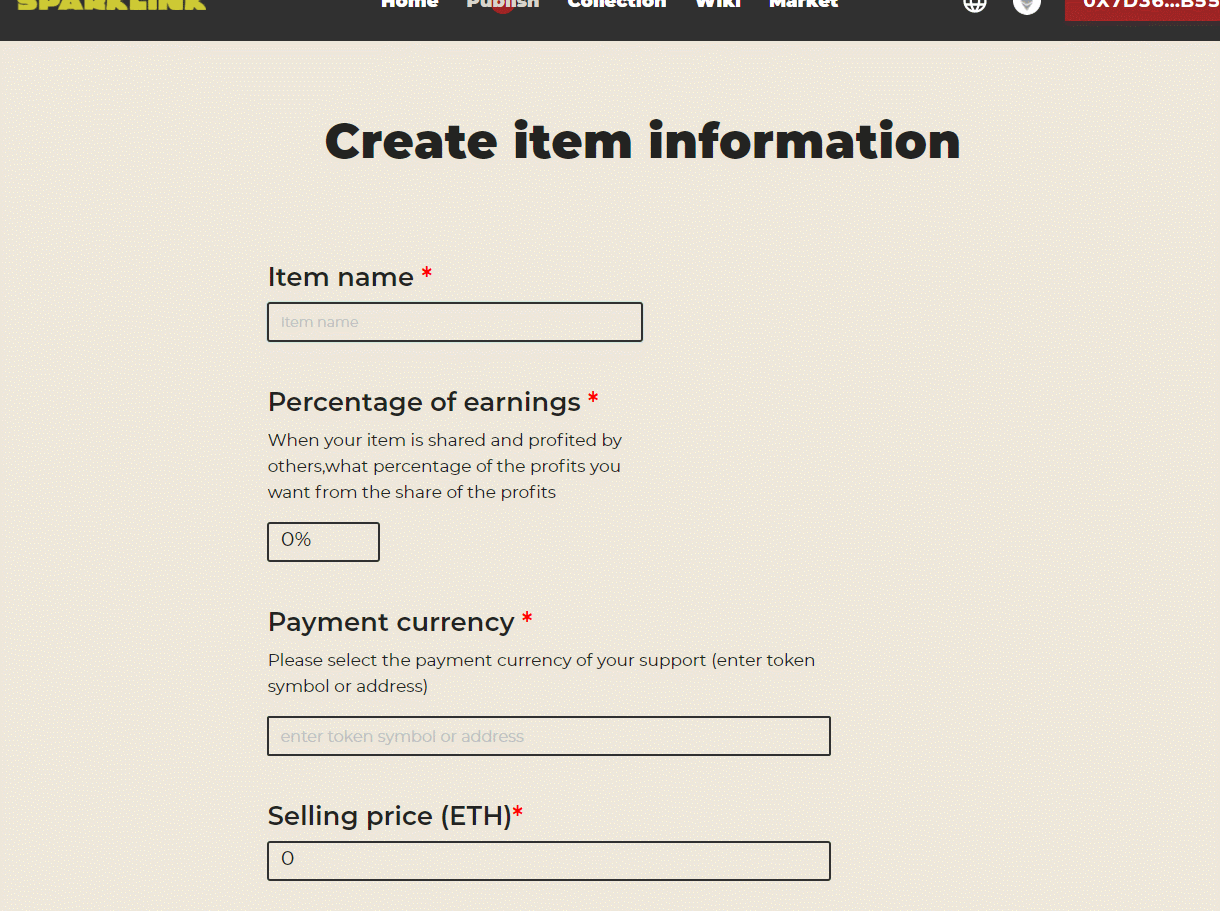 SPARKLINK
Home Publish Collection Wiki Market
0X7D36...B55
Create item information
Item name *
Item name
Percentage of earnings *
When your item is shared and profited by
others,what percentage of the profits you
want from the share of the profits
0%
Payment currency *
Please select the payment currency of your support (enter token
symbol or address)
enter token symbol or address
Selling price (ETH)*
0